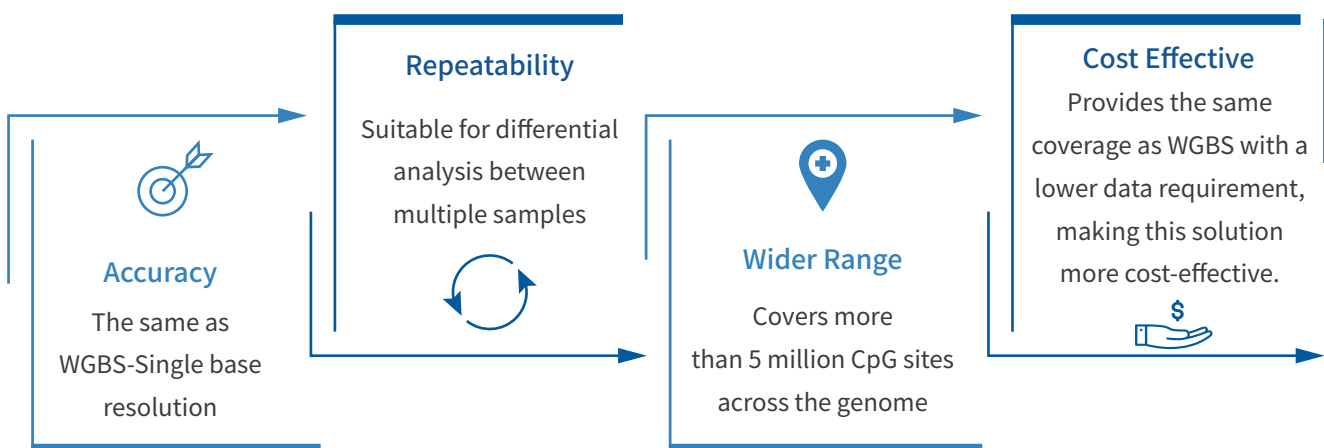 Accuracy
The same as
WGBS-Single base
resolution
Repeatability
Suitable for differential
analysis between
multiple samples
Wider Range
Covers more
than 5 million CpG sites
across the genome
Cost Effective
Provides the same
coverage as WGBS with a
lower data requirement,
making this solution
more cost-effective.
$